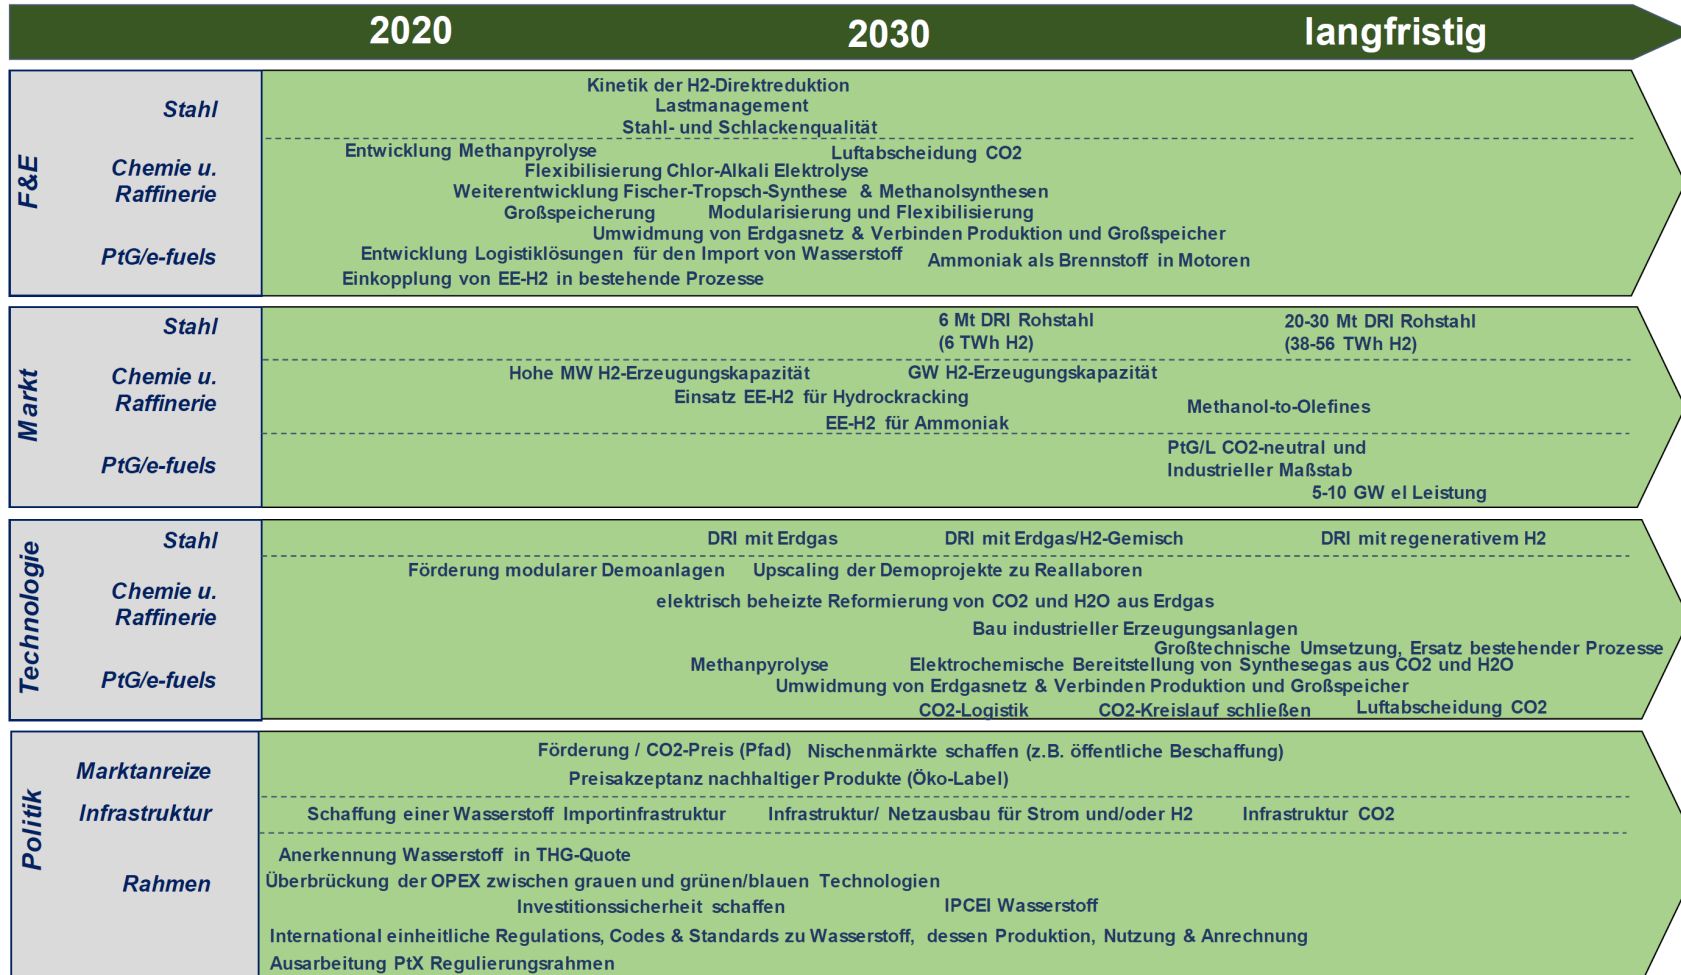 2020
2030
langfristig
F&E
Stahl
Kinetik der H2-Direktreduktion
Lastmanagement
Stahl- und Schlackenqualität
Chemie u.
Raffinerie
Entwicklung Methanpyrolyse
Luftabscheidung CO2
Flexibilisierung Chlor-Alkali Elektrolyse
Weiterentwicklung Fischer-Tropsch-Synthese & Methanolsynthesen
Großspeicherung
Modularisierung und Flexibilisierung
Umwidmung von Erdgasnetz & Verbinden Produktion und Großspeicher
PtG/e-fuels
Entwicklung Logistiklösungen für den Import von Wasserstoff
Ammoniak als Brennstoff in Motoren
Einkopplung von EE-H2 in bestehende Prozesse
Markt
Stahl
6 Mt DRI Rohstahl
(6 TWh H2)
20-30 Mt DRI Rohstahl
(38-56 TWh H2)
Chemie u.
Raffinerie
Hohe MW H2-Erzeugungskapazität
GW H2-Erzeugungskapazität
Einsatz EE-H2 für Hydrockracking
Methanol-to-Olefines
EE-H2 für Ammoniak
PtG/e-fuels
PtG/L CO2-neutral und
Industrieller Maßstab
5-10 GW el Leistung
Technologie
Stahl
DRI mit Erdgas
DRI mit Erdgas/H2-Gemisch
DRI mit regenerativem H2
Chemie u.
Raffinerie
Förderung modularer Demoanlagen
Upscaling der Demoprojekte zu Reallaboren
elektrisch beheizte Reformierung von CO2 und H2O aus Erdgas
Bau industrieller Erzeugungsanlagen
Großtechnische Umsetzung, Ersatz bestehender Prozesse
PtG/e-fuels
Methanpyrolyse
Elektrochemische Bereitstellung von Synthesegas aus CO2 und H2O
Umwidmung von Erdgasnetz & Verbinden Produktion und Großspeicher
CO2-Logistik
CO2-Kreislauf schließen
Luftabscheidung CO2
Politik
Marktanreize
Förderung / CO2-Preis (Pfad)
Nischenmärkte schaffen (z.B. öffentliche Beschaffung)
Preisakzeptanz nachhaltiger Produkte (Öko-Label)
Infrastruktur
Schaffung einer Wasserstoff Importinfrastruktur
Infrastruktur/ Netzausbau für Strom und/oder H2
Infrastruktur CO2
Rahmen
Anerkennung Wasserstoff in THG-Quote
Überbrückung der OPEX zwischen grauen und grünen/blauen Technologien
Investitionssicherheit schaffen
IPCEI Wasserstoff
International einheitliche Regulations, Codes & Standards zu Wasserstoff, dessen Produktion, Nutzung & Anrechnung
Ausarbeitung PtX Regulierungsrahmen